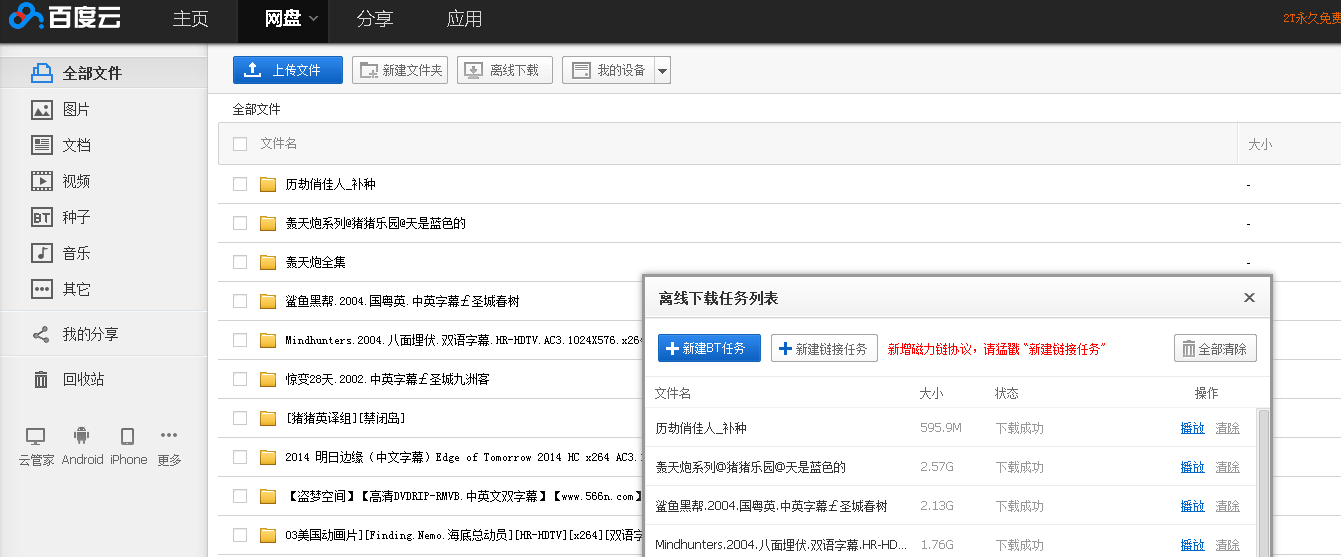 百度云 主页 网盘 分享 应用 2T永久免费
全部文件
图片
文档
视频
BT 种子
音乐
其它
我的分享
回收站
云管家 Android iPhone 更多
上传文件 新建文件夹 离线下载 我的设备
全部文件
文件名 大小
历劫俏佳人_补种 -
轰天炮系列@猪猪乐园@天是蓝色的 -
轰天炮全集 -
鲨鱼黑帮.2004.国粤英.中英字幕￡圣城春树
Mindhunters.2004.八面埋伏.双语字幕.HR-HDTV.AC3.1024X576.x264
惊变28天.2002.中英字幕￡圣城九洲客
[猪猪英译组][禁闭岛]
2014 明日边缘（中文字幕）Edge of Tomorrow 2014 HC x264 AC3.
【盗梦空间】【高清DVDRIP-RMVB.中英文双字幕】【www.566n.com】
03美国动画片][Finding.Nemo.海底总动员][HR-HDTV][x264][双语字
离线下载任务列表 ×
新建BT任务 新建链接任务 新增磁力链协议，请猛戳 "新建链接任务" 全部清除
文件名 大小 状态 操作
历劫俏佳人_补种 595.9M 下载成功 播放 清除
轰天炮系列@猪猪乐园@天是蓝色的 2.57G 下载成功 播放 清除
鲨鱼黑帮.2004.国粤英.中英字幕￡圣城春树 2.13G 下载成功 播放 清除
Mindhunters.2004.八面埋伏.双语字幕.HR-HD... 1.76G 下载成功 播放 清除